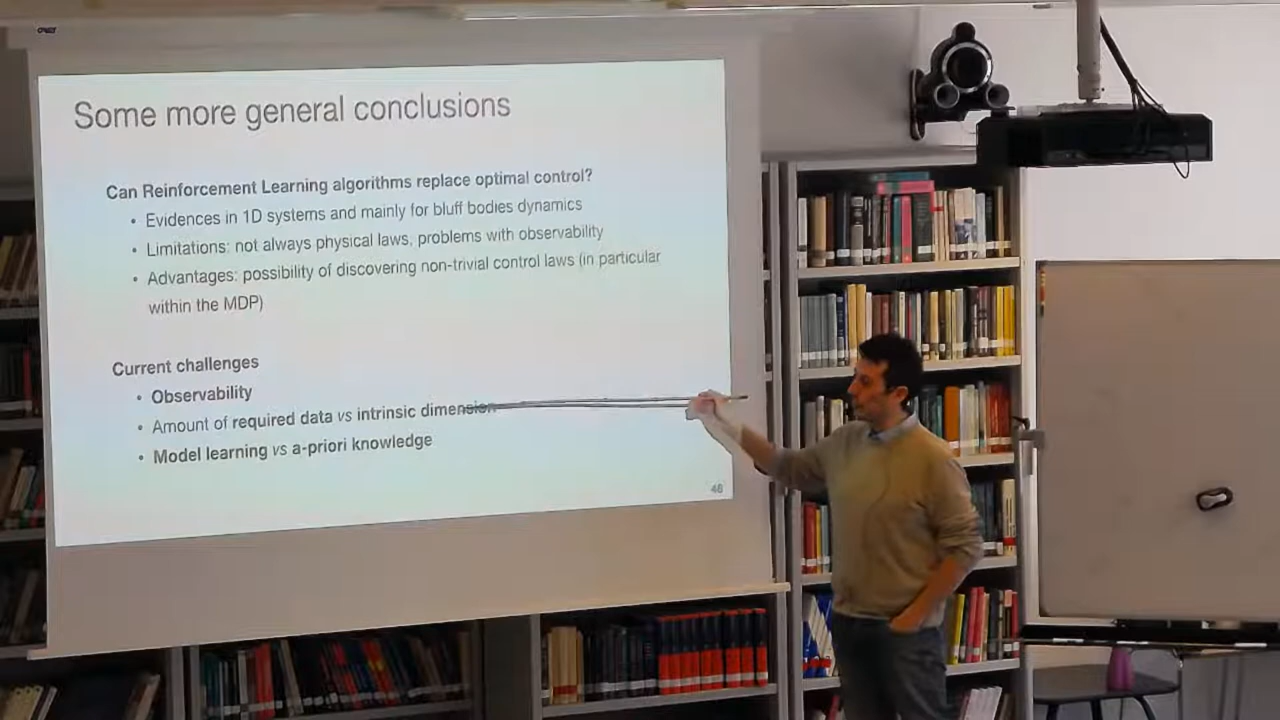 Some more general conclusions
Can Reinforcement Learning algorithms replace optimal control?
• Evidences in 1D systems and mainly for bluff bodies dynamics
• Limitations: not always physical laws, problems with observability
• Advantages: possibility of discovering non-trivial control laws (in particular
within the MDP)
Current challenges
• Observability
• Amount of required data vs intrinsic dimension
• Model learning vs a-priori knowledge
46